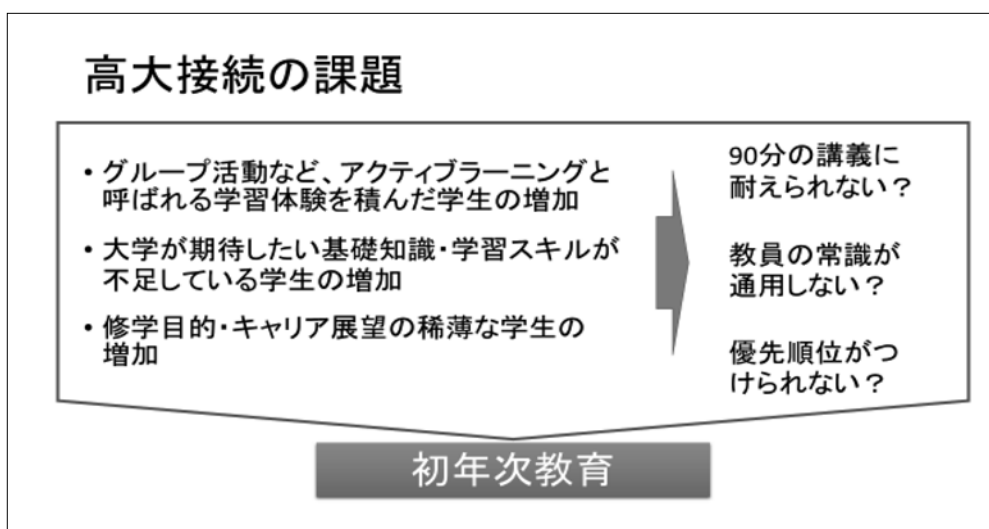 高大接続の課題
・グループ活動など、アクティブラーニングと
呼ばれる学習体験を積んだ学生の増加
・大学が期待したい基礎知識・学習スキルが
不足している学生の増加
・修学目的・キャリア展望の稀薄な学生の
増加
90分の講義に
耐えられない?
教員の常識が
通用しない?
優先順位がつ
けられない?
初年次教育